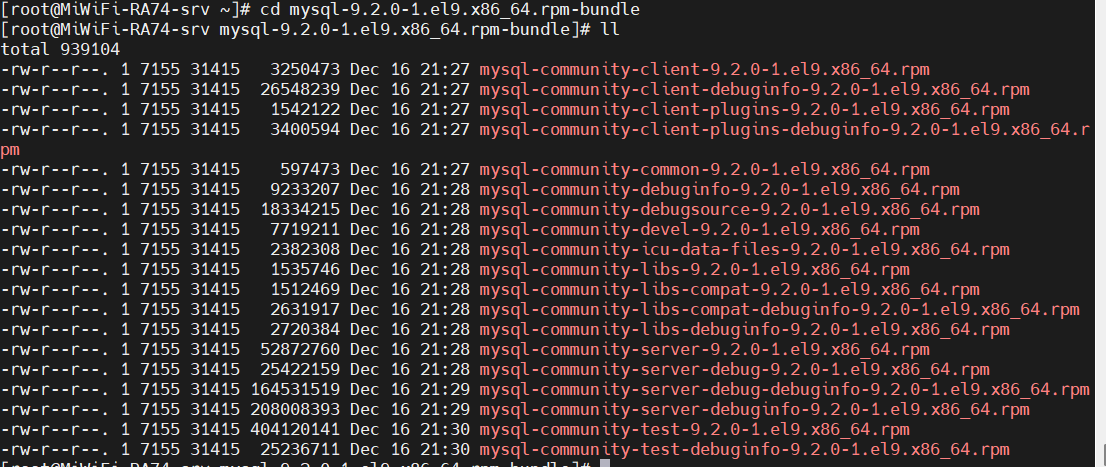 [root@MiWiFi-RA74-srv ~]# cd mysql-9.2.0-1.el9.x86_64.rpm-bundle
[root@MiWiFi-RA74-srv mysql-9.2.0-1.el9.x86_64.rpm-bundle]# ll
total 939104
-rw-r--r--. 1 7155 31415   3250473 Dec 16 21:27 mysql-community-client-9.2.0-1.el9.x86_64.rpm
-rw-r--r--. 1 7155 31415  26548239 Dec 16 21:27 mysql-community-client-debuginfo-9.2.0-1.el9.x86_64.rpm
-rw-r--r--. 1 7155 31415   1542122 Dec 16 21:27 mysql-community-client-plugins-9.2.0-1.el9.x86_64.rpm
-rw-r--r--. 1 7155 31415   3400594 Dec 16 21:27 mysql-community-client-plugins-debuginfo-9.2.0-1.el9.x86_64.r
pm
-rw-r--r--. 1 7155 31415    597473 Dec 16 21:27 mysql-community-common-9.2.0-1.el9.x86_64.rpm
-rw-r--r--. 1 7155 31415   9233207 Dec 16 21:28 mysql-community-debuginfo-9.2.0-1.el9.x86_64.rpm
-rw-r--r--. 1 7155 31415  18334215 Dec 16 21:28 mysql-community-debugsource-9.2.0-1.el9.x86_64.rpm
-rw-r--r--. 1 7155 31415   7719211 Dec 16 21:28 mysql-community-devel-9.2.0-1.el9.x86_64.rpm
-rw-r--r--. 1 7155 31415   2382308 Dec 16 21:28 mysql-community-icu-data-files-9.2.0-1.el9.x86_64.rpm
-rw-r--r--. 1 7155 31415   1535746 Dec 16 21:28 mysql-community-libs-9.2.0-1.el9.x86_64.rpm
-rw-r--r--. 1 7155 31415   1512469 Dec 16 21:28 mysql-community-libs-compat-9.2.0-1.el9.x86_64.rpm
-rw-r--r--. 1 7155 31415   2631917 Dec 16 21:28 mysql-community-libs-compat-debuginfo-9.2.0-1.el9.x86_64.rpm
-rw-r--r--. 1 7155 31415   2720384 Dec 16 21:28 mysql-community-libs-debuginfo-9.2.0-1.el9.x86_64.rpm
-rw-r--r--. 1 7155 31415  52872760 Dec 16 21:28 mysql-community-server-9.2.0-1.el9.x86_64.rpm
-rw-r--r--. 1 7155 31415  25422159 Dec 16 21:28 mysql-community-server-debug-9.2.0-1.el9.x86_64.rpm
-rw-r--r--. 1 7155 31415 164531519 Dec 16 21:29 mysql-community-server-debug-debuginfo-9.2.0-1.el9.x86_64.rpm
-rw-r--r--. 1 7155 31415 208008393 Dec 16 21:29 mysql-community-server-debuginfo-9.2.0-1.el9.x86_64.rpm
-rw-r--r--. 1 7155 31415 404120141 Dec 16 21:30 mysql-community-test-9.2.0-1.el9.x86_64.rpm
-rw-r--r--. 1 7155 31415  25236711 Dec 16 21:30 mysql-community-test-debuginfo-9.2.0-1.el9.x86_64.rpm
[root@MiWiFi-RA74-srv mysql-9.2.0-1.el9.x86_64.rpm-bundle]#